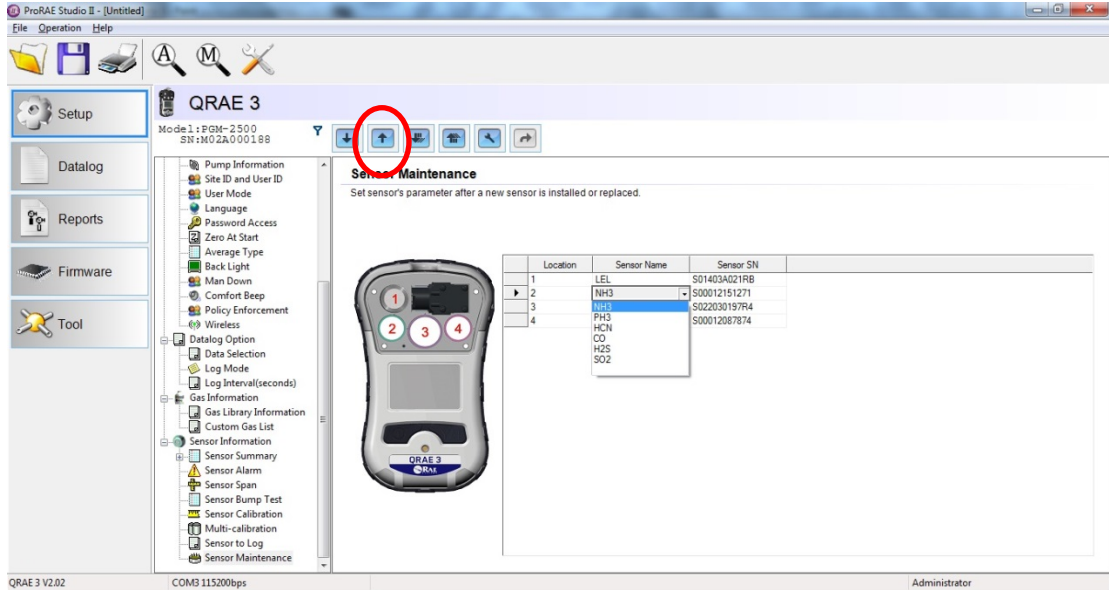 ProRAE Studio II - [Untitled]
File Operation Help
A M
Setup
Datalog
Reports
Firmware
Tool
QRAE 3
Model:PGM-2500
SN:M02A000188
Pump Information
Site ID and User ID
User Mode
Language
Password Access
Zero At Start
Average Type
Back Light
Man Down
Comfort Beep
Policy Enforcement
Wireless
Datalog Option
Data Selection
Log Mode
Log Interval(seconds)
Gas Information
Gas Library Information
Custom Gas List
Sensor Information
Sensor Summary
Sensor Alarm
Sensor Span
Sensor Bump Test
Sensor Calibration
Multi-calibration
Sensor to Log
Sensor Maintenance
Sensor Maintenance
Set sensor's parameter after a new sensor is installed or replaced.
1
2 3 4
QRAE 3
RAE
Location Sensor Name Sensor SN
1 LEL S01403A021RB
2 NH3 S00012151271
3 S022030197R4
4 S00012087874
NH3
PH3
HCN
CO
H2S
SO2
QRAE 3 V2.02 COM3 115200bps Administrator